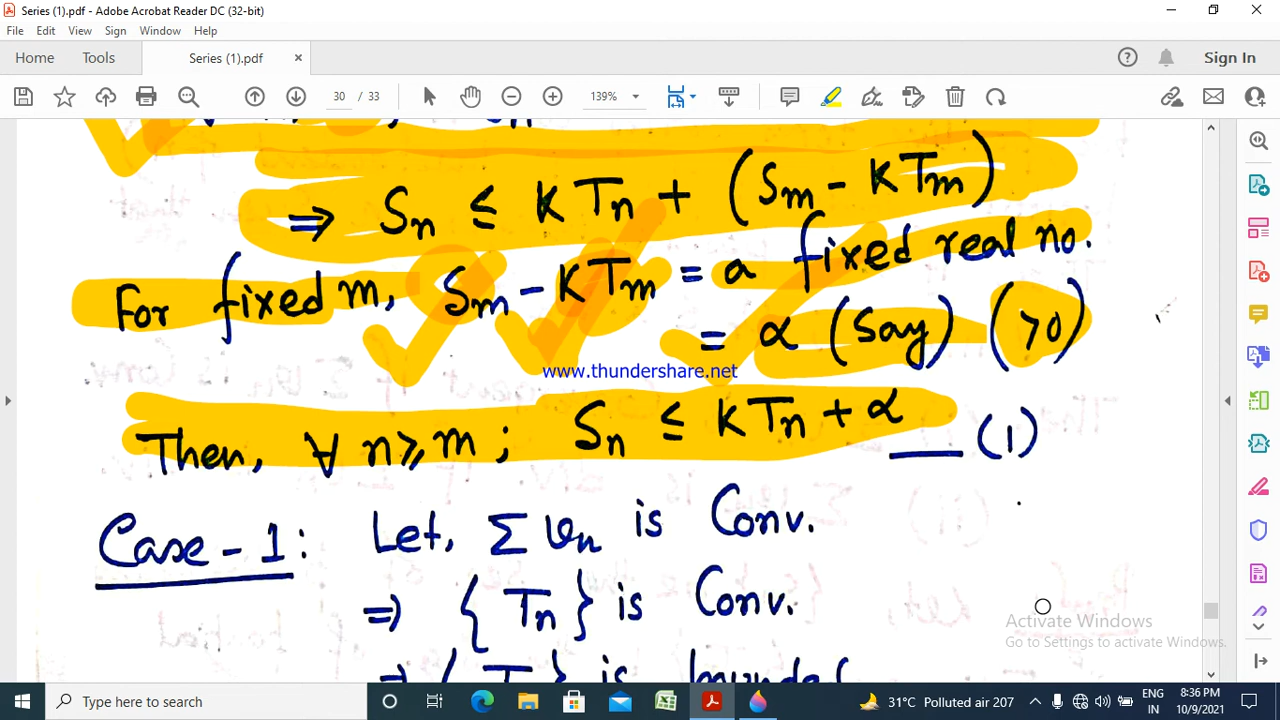 Series (1).pdf - Adobe Acrobat Reader DC (32-bit)
File Edit View Sign Window Help
Home Tools Series (1).pdf × Sign In
30 / 33 139%
⇒ Sn ≤ KTn + (Sm - KTm)
For fixed m, Sm - KTm = a fixed real no.
= α (say) (>0)
www.thundershare.net
Then, ∀ n ≥ m ; Sn ≤ KTn + α — (1)
Case - 1: Let, Σ vn is Conv.
⇒ { Tn } is Conv.
Activate Windows
Go to Settings to activate Windows.
Type here to search
31°C Polluted air 207
ENG
IN
8:36 PM
10/9/2021